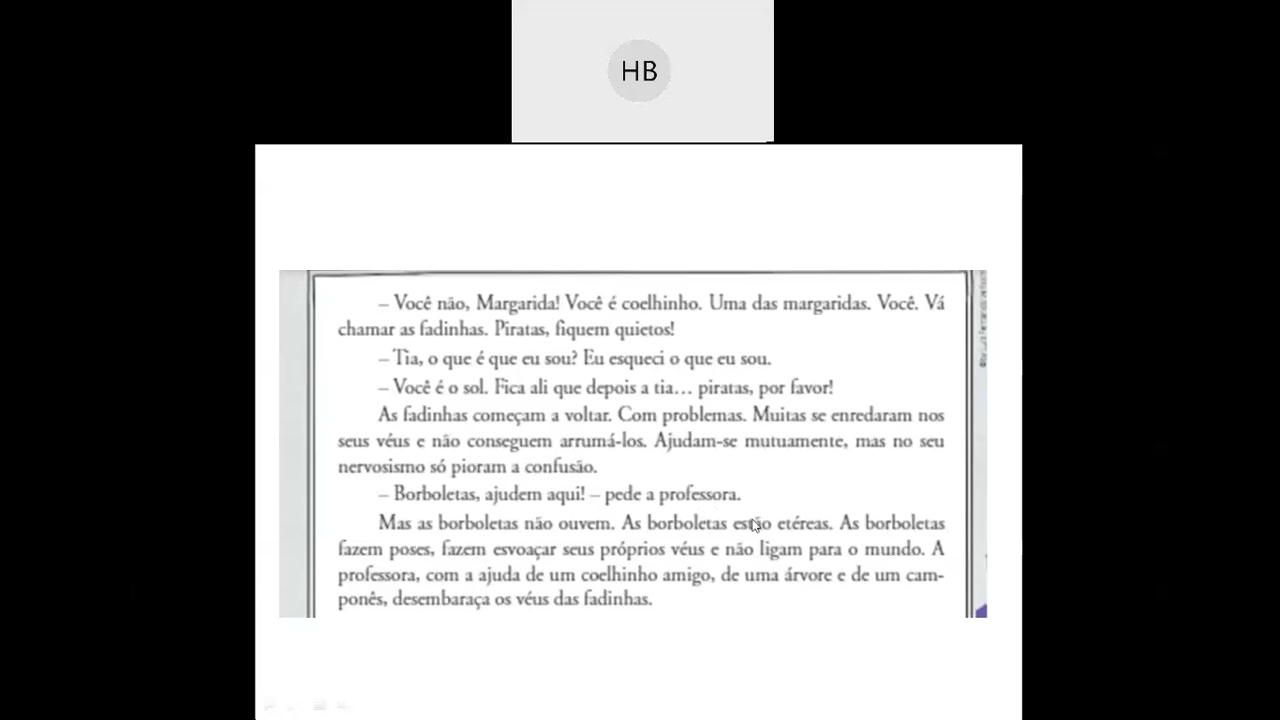 HB
– Você não, Margarida! Você é coelhinho. Uma das margaridas. Você. Vá
chamar as fadinhas. Piratas, fiquem quietos!
– Tia, o que é que eu sou? Eu esqueci o que eu sou.
– Você é o sol. Fica ali que depois a tia... piratas, por favor!
As fadinhas começam a voltar. Com problemas. Muitas se enredaram nos
seus véus e não conseguem arrumá-los. Ajudam-se mutuamente, mas no seu
nervosismo só pioram a confusão.
– Borboletas, ajudem aqui! – pede a professora.
Mas as borboletas não ouvem. As borboletas estão etéreas. As borboletas
fazem poses, fazem esvoaçar seus próprios véus e não ligam para o mundo. A
professora, com a ajuda de um coelhinho amigo, de uma árvore e de um cam-
ponês, desembaraça os véus das fadinhas.